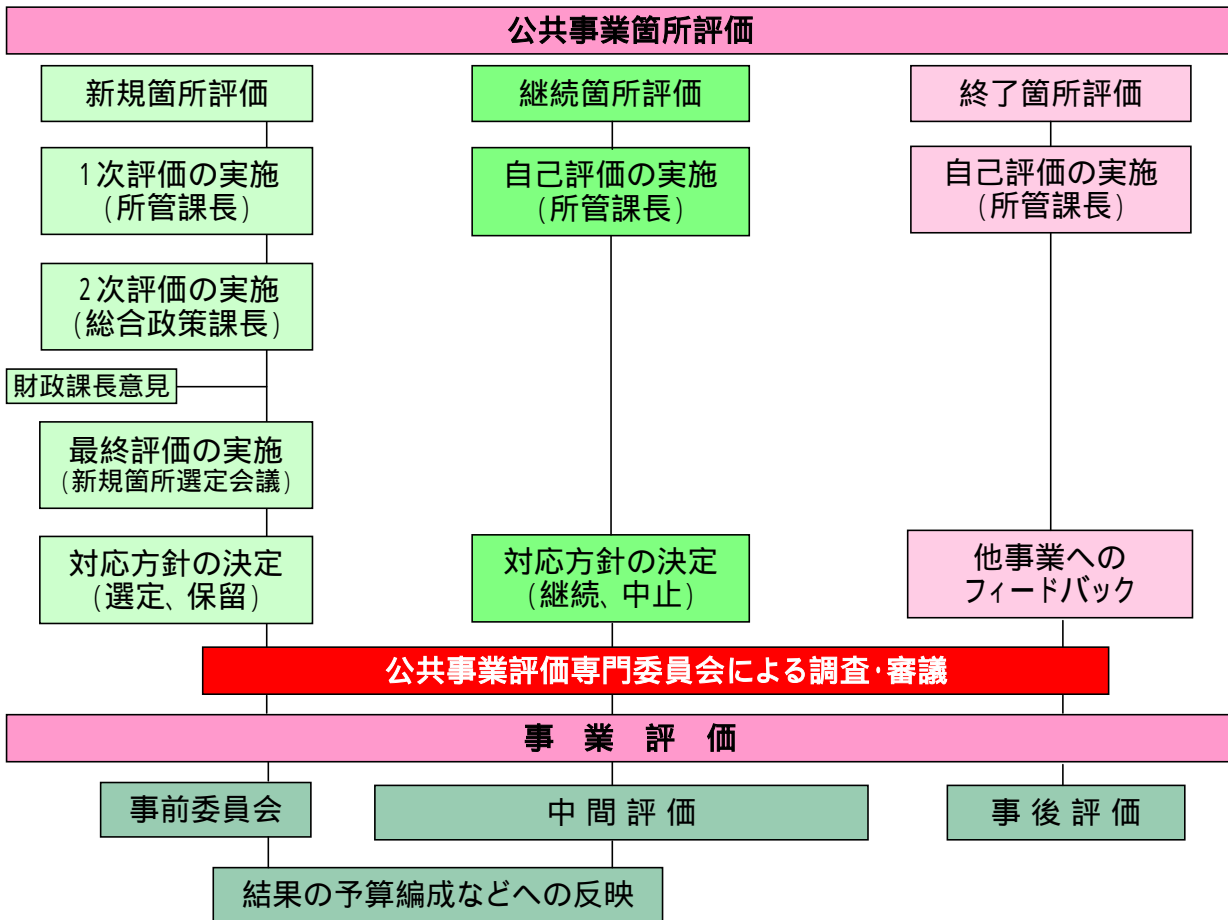 公共事業箇所評価
新規箇所評価
継続箇所評価
終了箇所評価
1次評価の実施
(所管課長)
自己評価の実施
(所管課長)
自己評価の実施
(所管課長)
2次評価の実施
(総合政策課長)
財政課長意見
最終評価の実施
(新規箇所選定会議)
対応方針の決定
(選定、保留)
対応方針の決定
(継続、中止)
他事業への
フィードバック
公共事業評価専門委員会による調査・審議
事 業 評 価
事前委員会
中 間 評 価
事 後 評 価
結果の予算編成などへの反映